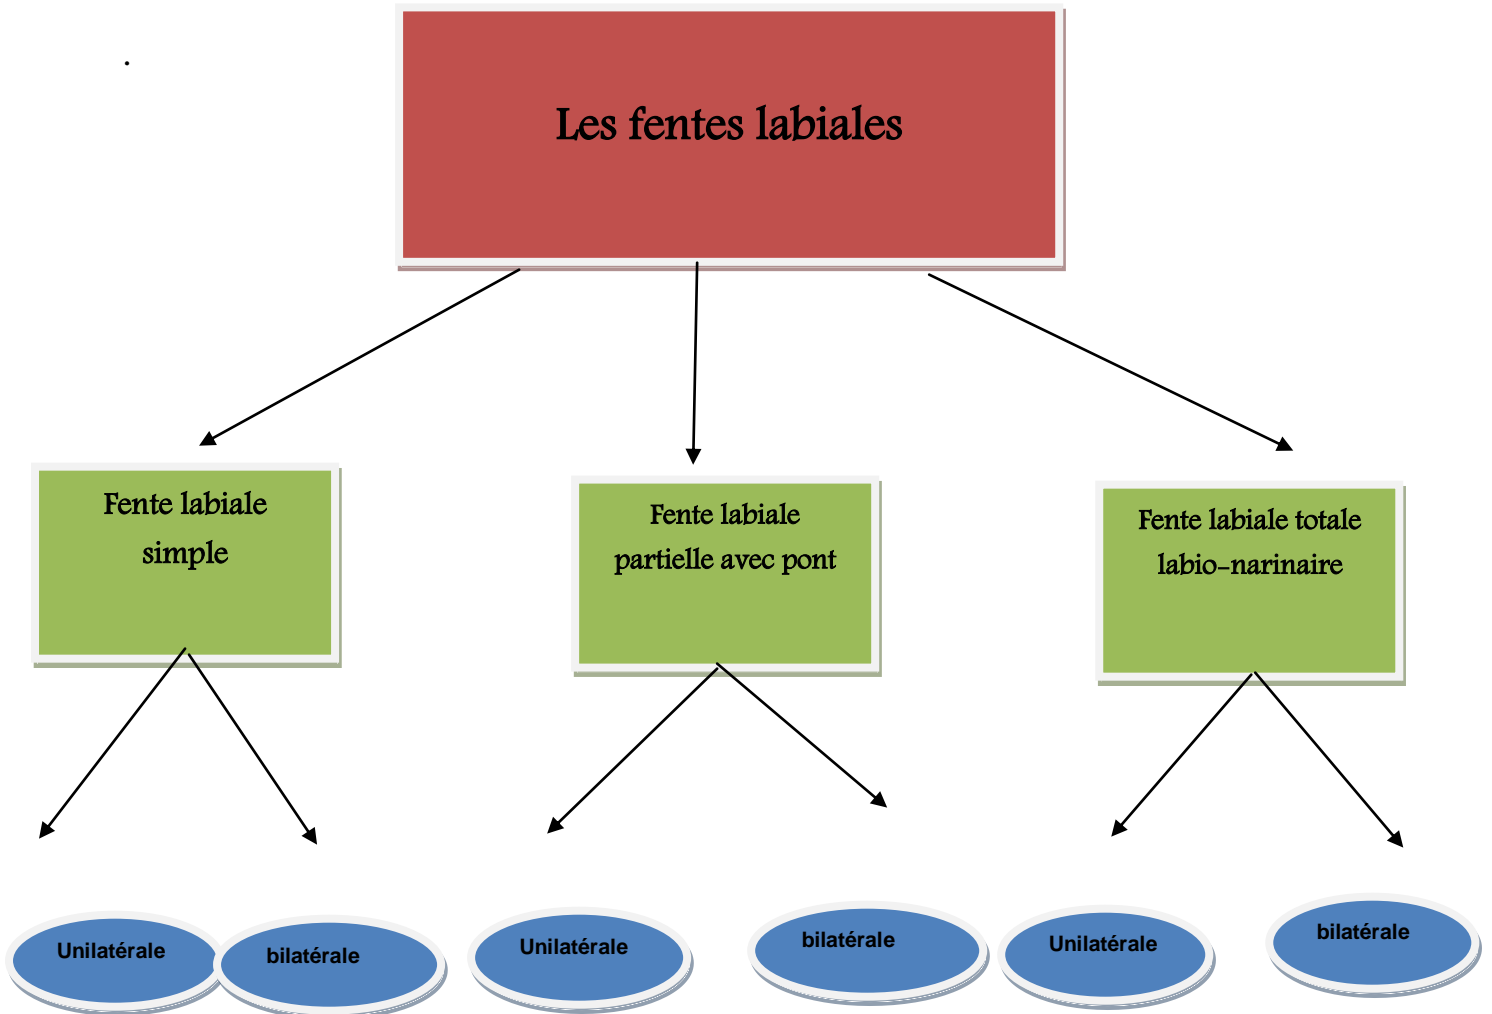 .
Les fentes labiales
Fente labiale
simple
Fente labiale
partielle avec pont
Fente labiale totale
labio-narinaire
Unilatérale
bilatérale
Unilatérale
bilatérale
Unilatérale
bilatérale